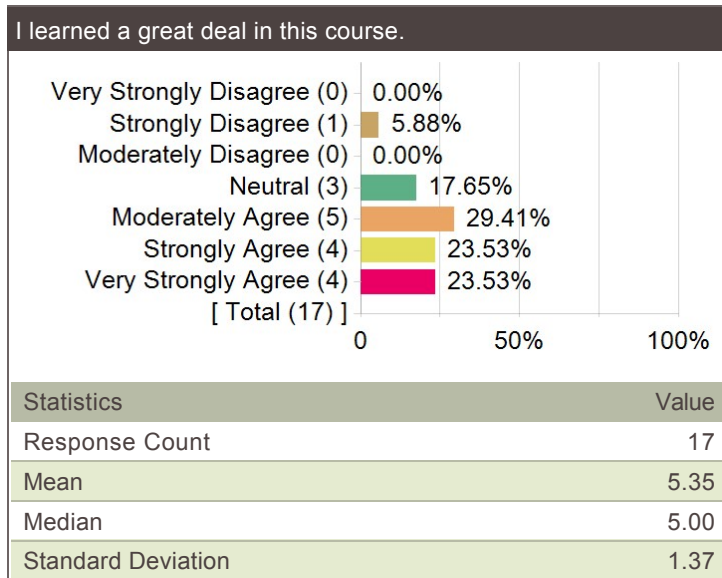 I learned a great deal in this course.
Very Strongly Disagree (0) 0.00%
Strongly Disagree (1) 5.88%
Moderately Disagree (0) 0.00%
Neutral (3) 17.65%
Moderately Agree (5) 29.41%
Strongly Agree (4) 23.53%
Very Strongly Agree (4) 23.53%
[ Total (17) ]
0 50% 100%
Statistics Value
Response Count 17
Mean 5.35
Median 5.00
Standard Deviation 1.37